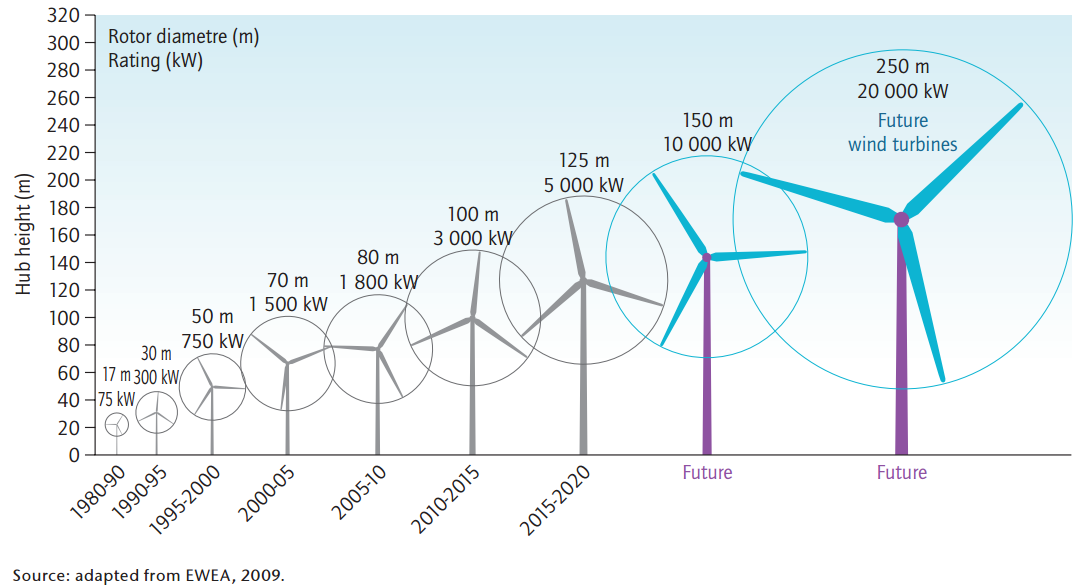 320
300
280
260
240
220
200
180
160
140
120
100
80
60
40
20
0
Hub height (m)
Rotor diametre (m)
Rating (kW)
17 m
75 kW
30 m
300 kW
50 m
750 kW
70 m
1 500 kW
80 m
1 800 kW
100 m
3 000 kW
125 m
5 000 kW
150 m
10 000 kW
250 m
20 000 kW
Future
wind turbines
1980-90
1990-95
1995-2000
2000-05
2005-10
2010-2015
2015-2020
Future
Future
Source: adapted from EWEA, 2009.